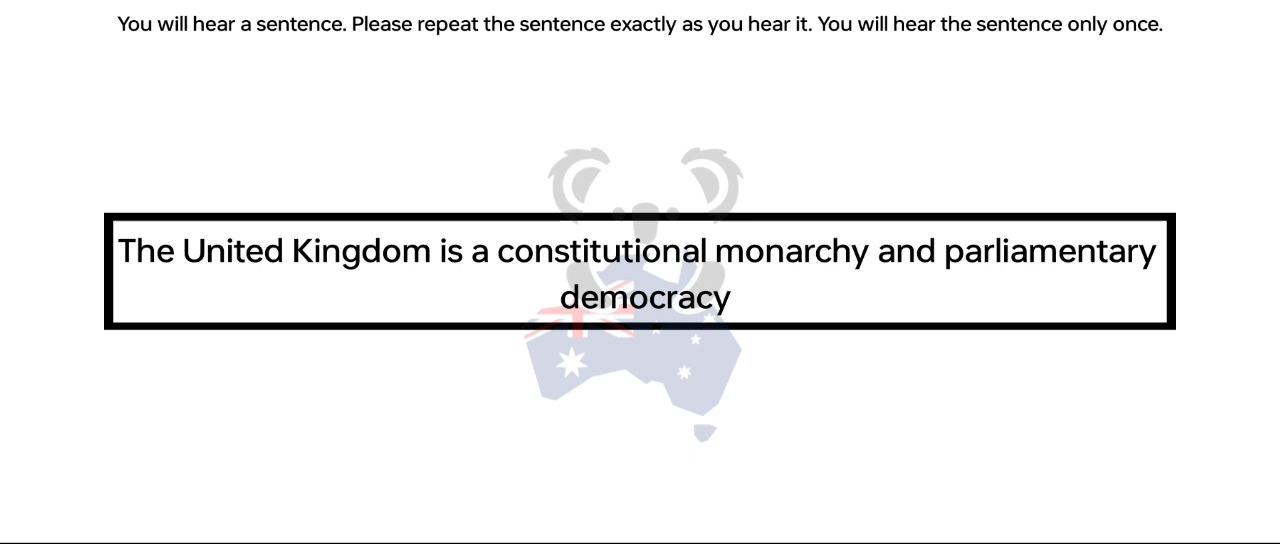 You will hear a sentence. Please repeat the sentence exactly as you hear it. You will hear the sentence only once.
The United Kingdom is a constitutional monarchy and parliamentary
democracy